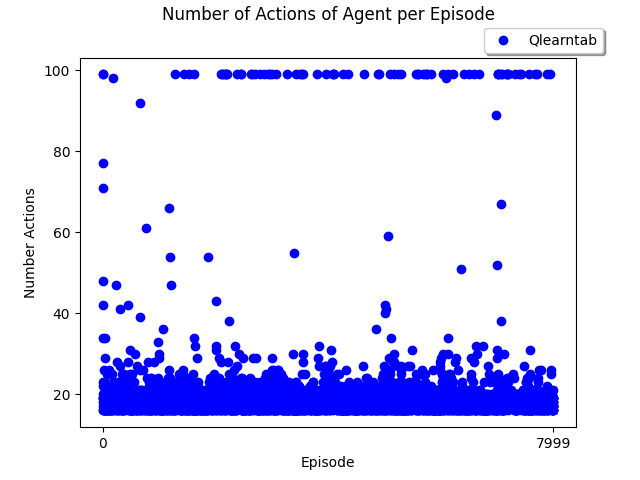 Number of Actions of Agent per Episode
Qlearntab
100
80
60
40
20
Number Actions
0
7999
Episode